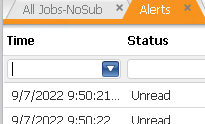 All Jobs-NoSub Alerts
Time Status
9/7/2022 9:50:21... Unread
9/7/2022 9:50:22 Unread